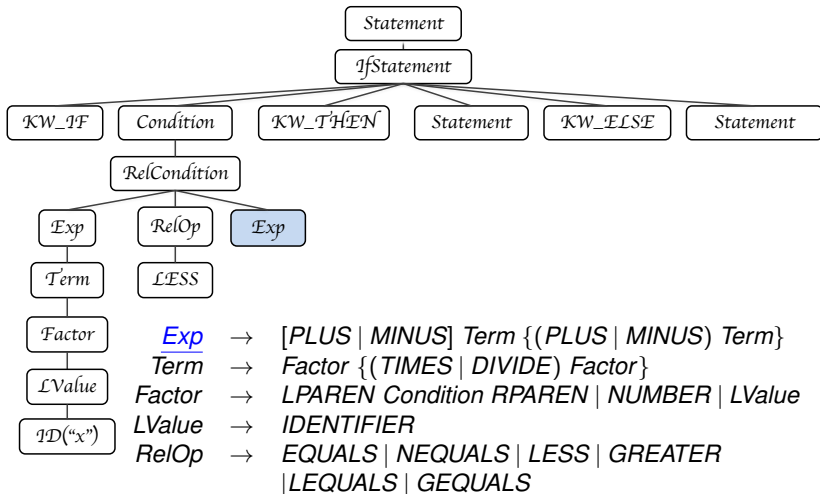 Statement
IfStatement
KW_IF Condition KW_THEN Statement KW_ELSE Statement
RelCondition
Exp RelOp Exp
Term LESS
Factor
LValue
ID(“x”)
Exp → [PLUS | MINUS] Term {(PLUS | MINUS) Term}
Term → Factor {(TIMES | DIVIDE) Factor}
Factor → LPAREN Condition RPAREN | NUMBER | LValue
LValue → IDENTIFIER
RelOp → EQUALS | NEQUALS | LESS | GREATER
|LEQUALS | GEQUALS